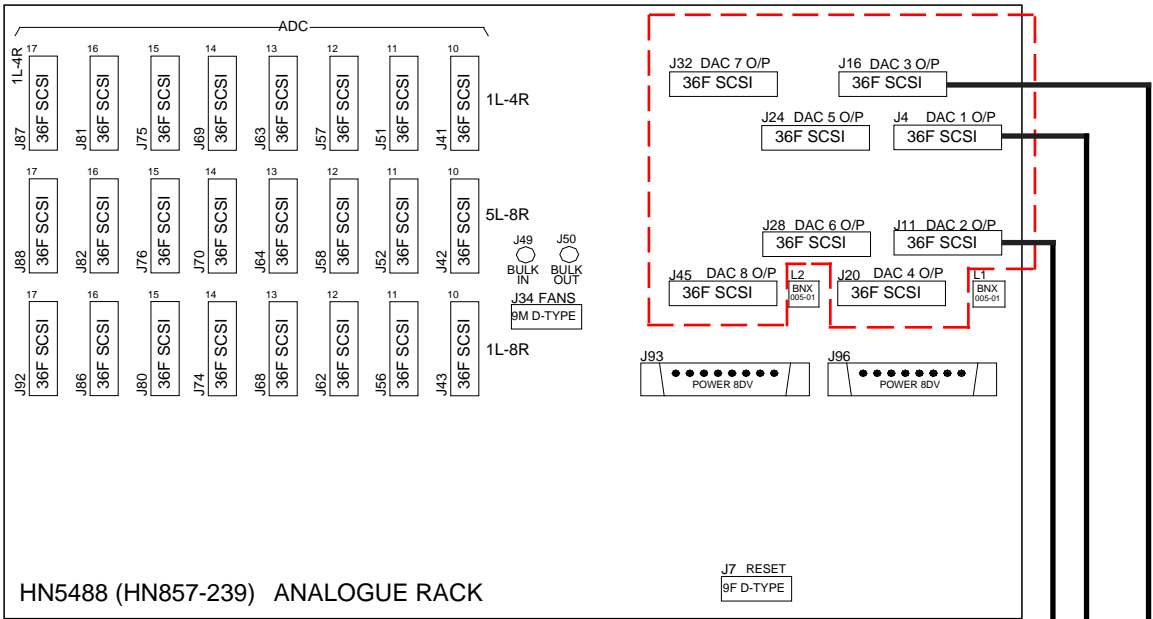 ADC
1L-4R
17 16 15 14 13 12 11 10
J87 36F SCSI J81 36F SCSI J75 36F SCSI J69 36F SCSI J63 36F SCSI J57 36F SCSI J51 36F SCSI J41 36F SCSI
1L-4R
17 16 15 14 13 12 11 10
J88 36F SCSI J82 36F SCSI J76 36F SCSI J70 36F SCSI J64 36F SCSI J58 36F SCSI J52 36F SCSI J42 36F SCSI
5L-8R
17 16 15 14 13 12 11 10
J92 36F SCSI J86 36F SCSI J80 36F SCSI J74 36F SCSI J68 36F SCSI J62 36F SCSI J56 36F SCSI J43 36F SCSI
1L-8R
J49 J50
BULK IN
BULK OUT
J34 FANS
9M D-TYPE
J32 DAC 7 O/P
36F SCSI
J16 DAC 3 O/P
36F SCSI
J24 DAC 5 O/P
36F SCSI
J4 DAC 1 O/P
36F SCSI
J28 DAC 6 O/P
36F SCSI
J11 DAC 2 O/P
36F SCSI
J45 DAC 8 O/P
36F SCSI
L2
BNX
005-01
J20 DAC 4 O/P
36F SCSI
L1
BNX
005-01
J93
POWER 8DV
J96
POWER 8DV
J7 RESET
9F D-TYPE
HN5488 (HN857-239) ANALOGUE RACK